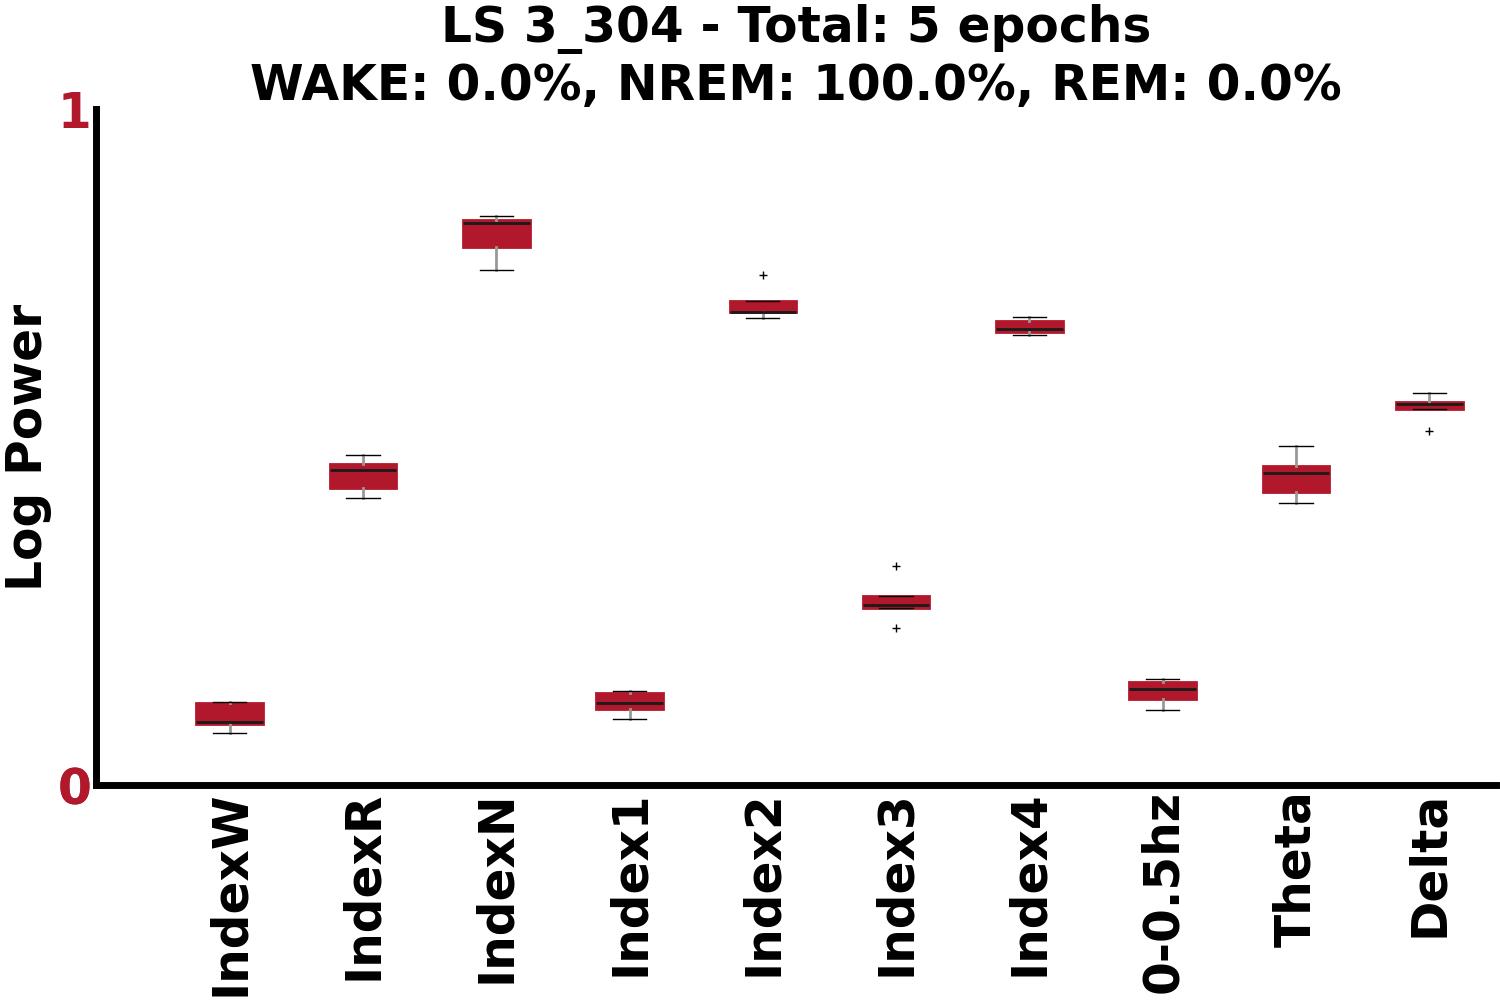 LS 3_304 - Total: 5 epochs
WAKE: 0.0%, NREM: 100.0%, REM: 0.0%
1
Log Power
0
IndexW
IndexR
IndexN
Index1
Index2
Index3
Index4
0-0.5hz
Theta
Delta